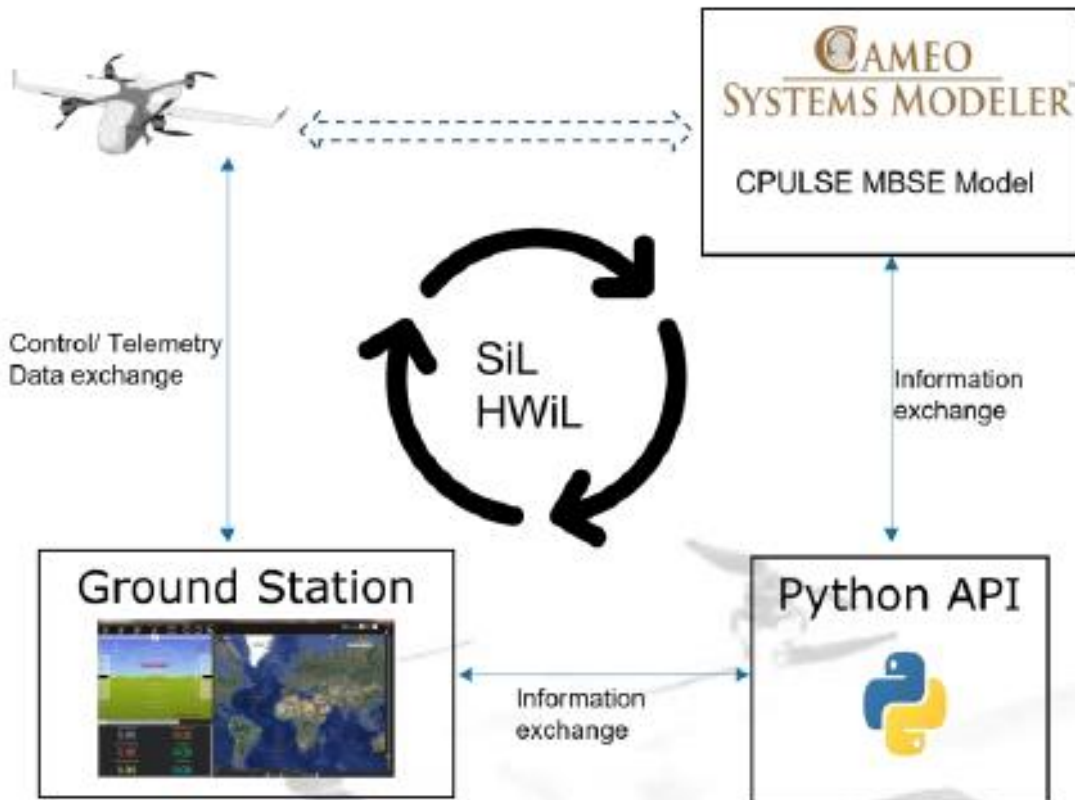 CAMEO
SYSTEMS MODELER
CPULSE MBSE Model
Control/ Telemetry
Data exchange
SiL
HWiL
Information
exchange
Ground Station
Python API
Information
exchange